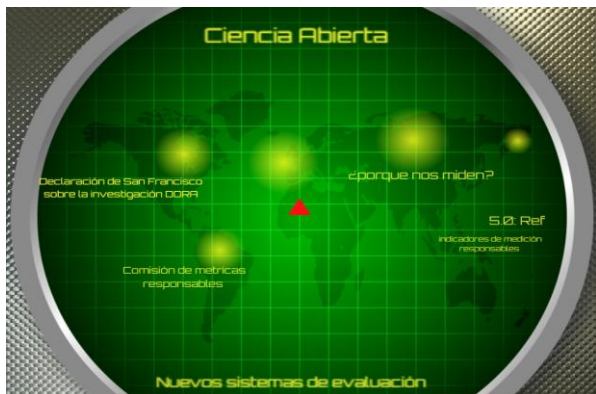 Ciencia Abierta
¿porque nos miden?
Declaración de San Francisco
sobre la investigación DORA
5.0: Ref
indicadores de medición
responsables
Comisión de metricas
responsables
Nuevos sistemas de evaluación